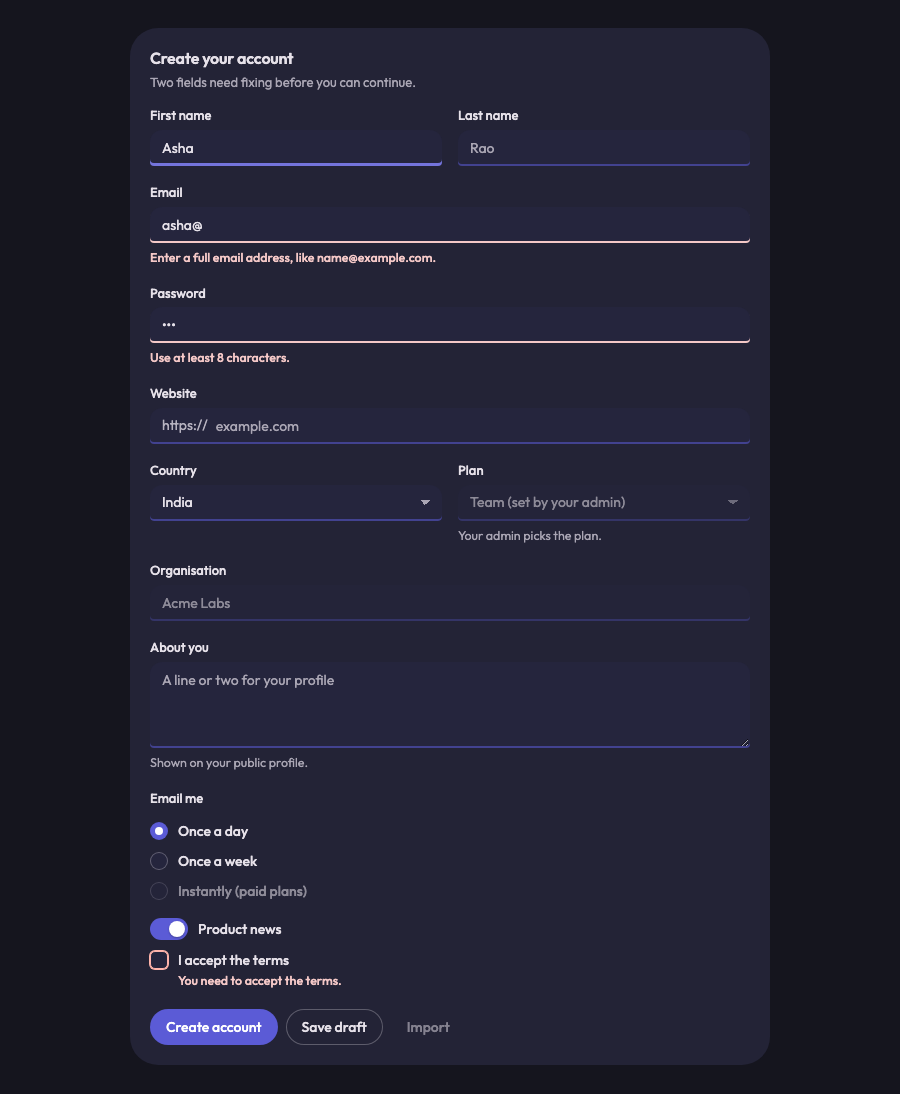 Create your account
Two fields need fixing before you can continue.
First name
Last name
Asha
Rao
Email
asha@
Enter a full email address, like name@example.com.
Password
•••
Use at least 8 characters.
Website
https:// example.com
Country
Plan
India
Team (set by your admin)
Your admin picks the plan.
Organisation
Acme Labs
About you
A line or two for your profile
Shown on your public profile.
Email me
Once a day
Once a week
Instantly (paid plans)
Product news
I accept the terms
You need to accept the terms.
Create account
Save draft
Import